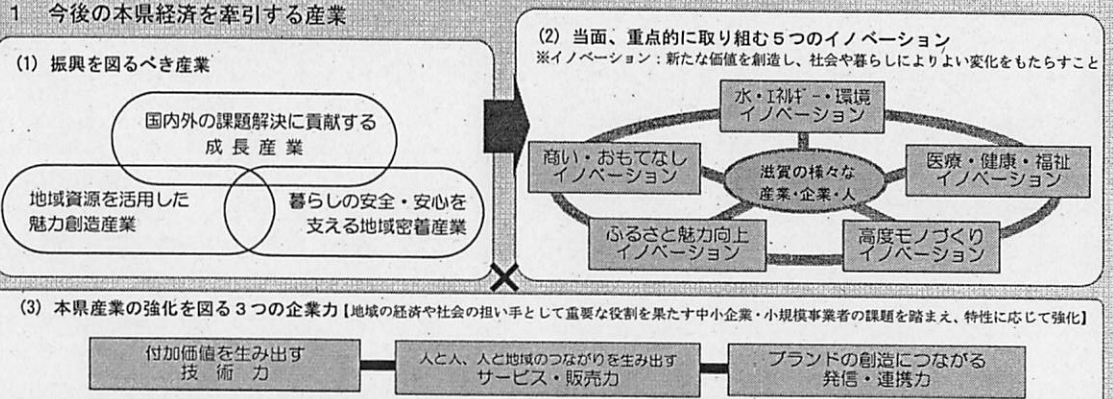 1 今後の本県経済を牽引する産業
(1) 振興を図るべき産業
国内外の課題解決に貢献する
成長産業
地域資源を活用した
魅力創造産業
暮らしの安全・安心を
支える地域密着産業
(2) 当面、重点的に取り組む５つのイノベーション
※イノベーション：新たな価値を創造し、社会や暮らしによりよい変化をもたらすこと
水・ｴﾈﾙｷﾞｰ・環境
イノベーション
商い・おもてなし
イノベーション
滋賀の様々な
産業・企業・人
医療・健康・福祉
イノベーション
ふるさと魅力向上
イノベーション
高度モノづくり
イノベーション
×
(3) 本県産業の強化を図る３つの企業力【地域の経済や社会の担い手として重要な役割を果たす中小企業・小規模事業者の課題を踏まえ、特性に応じて強化】
付加価値を生み出す
技術力
人と人、人と地域のつながりを生み出す
サービス・販売力
ブランドの創造につながる
発信・連携力